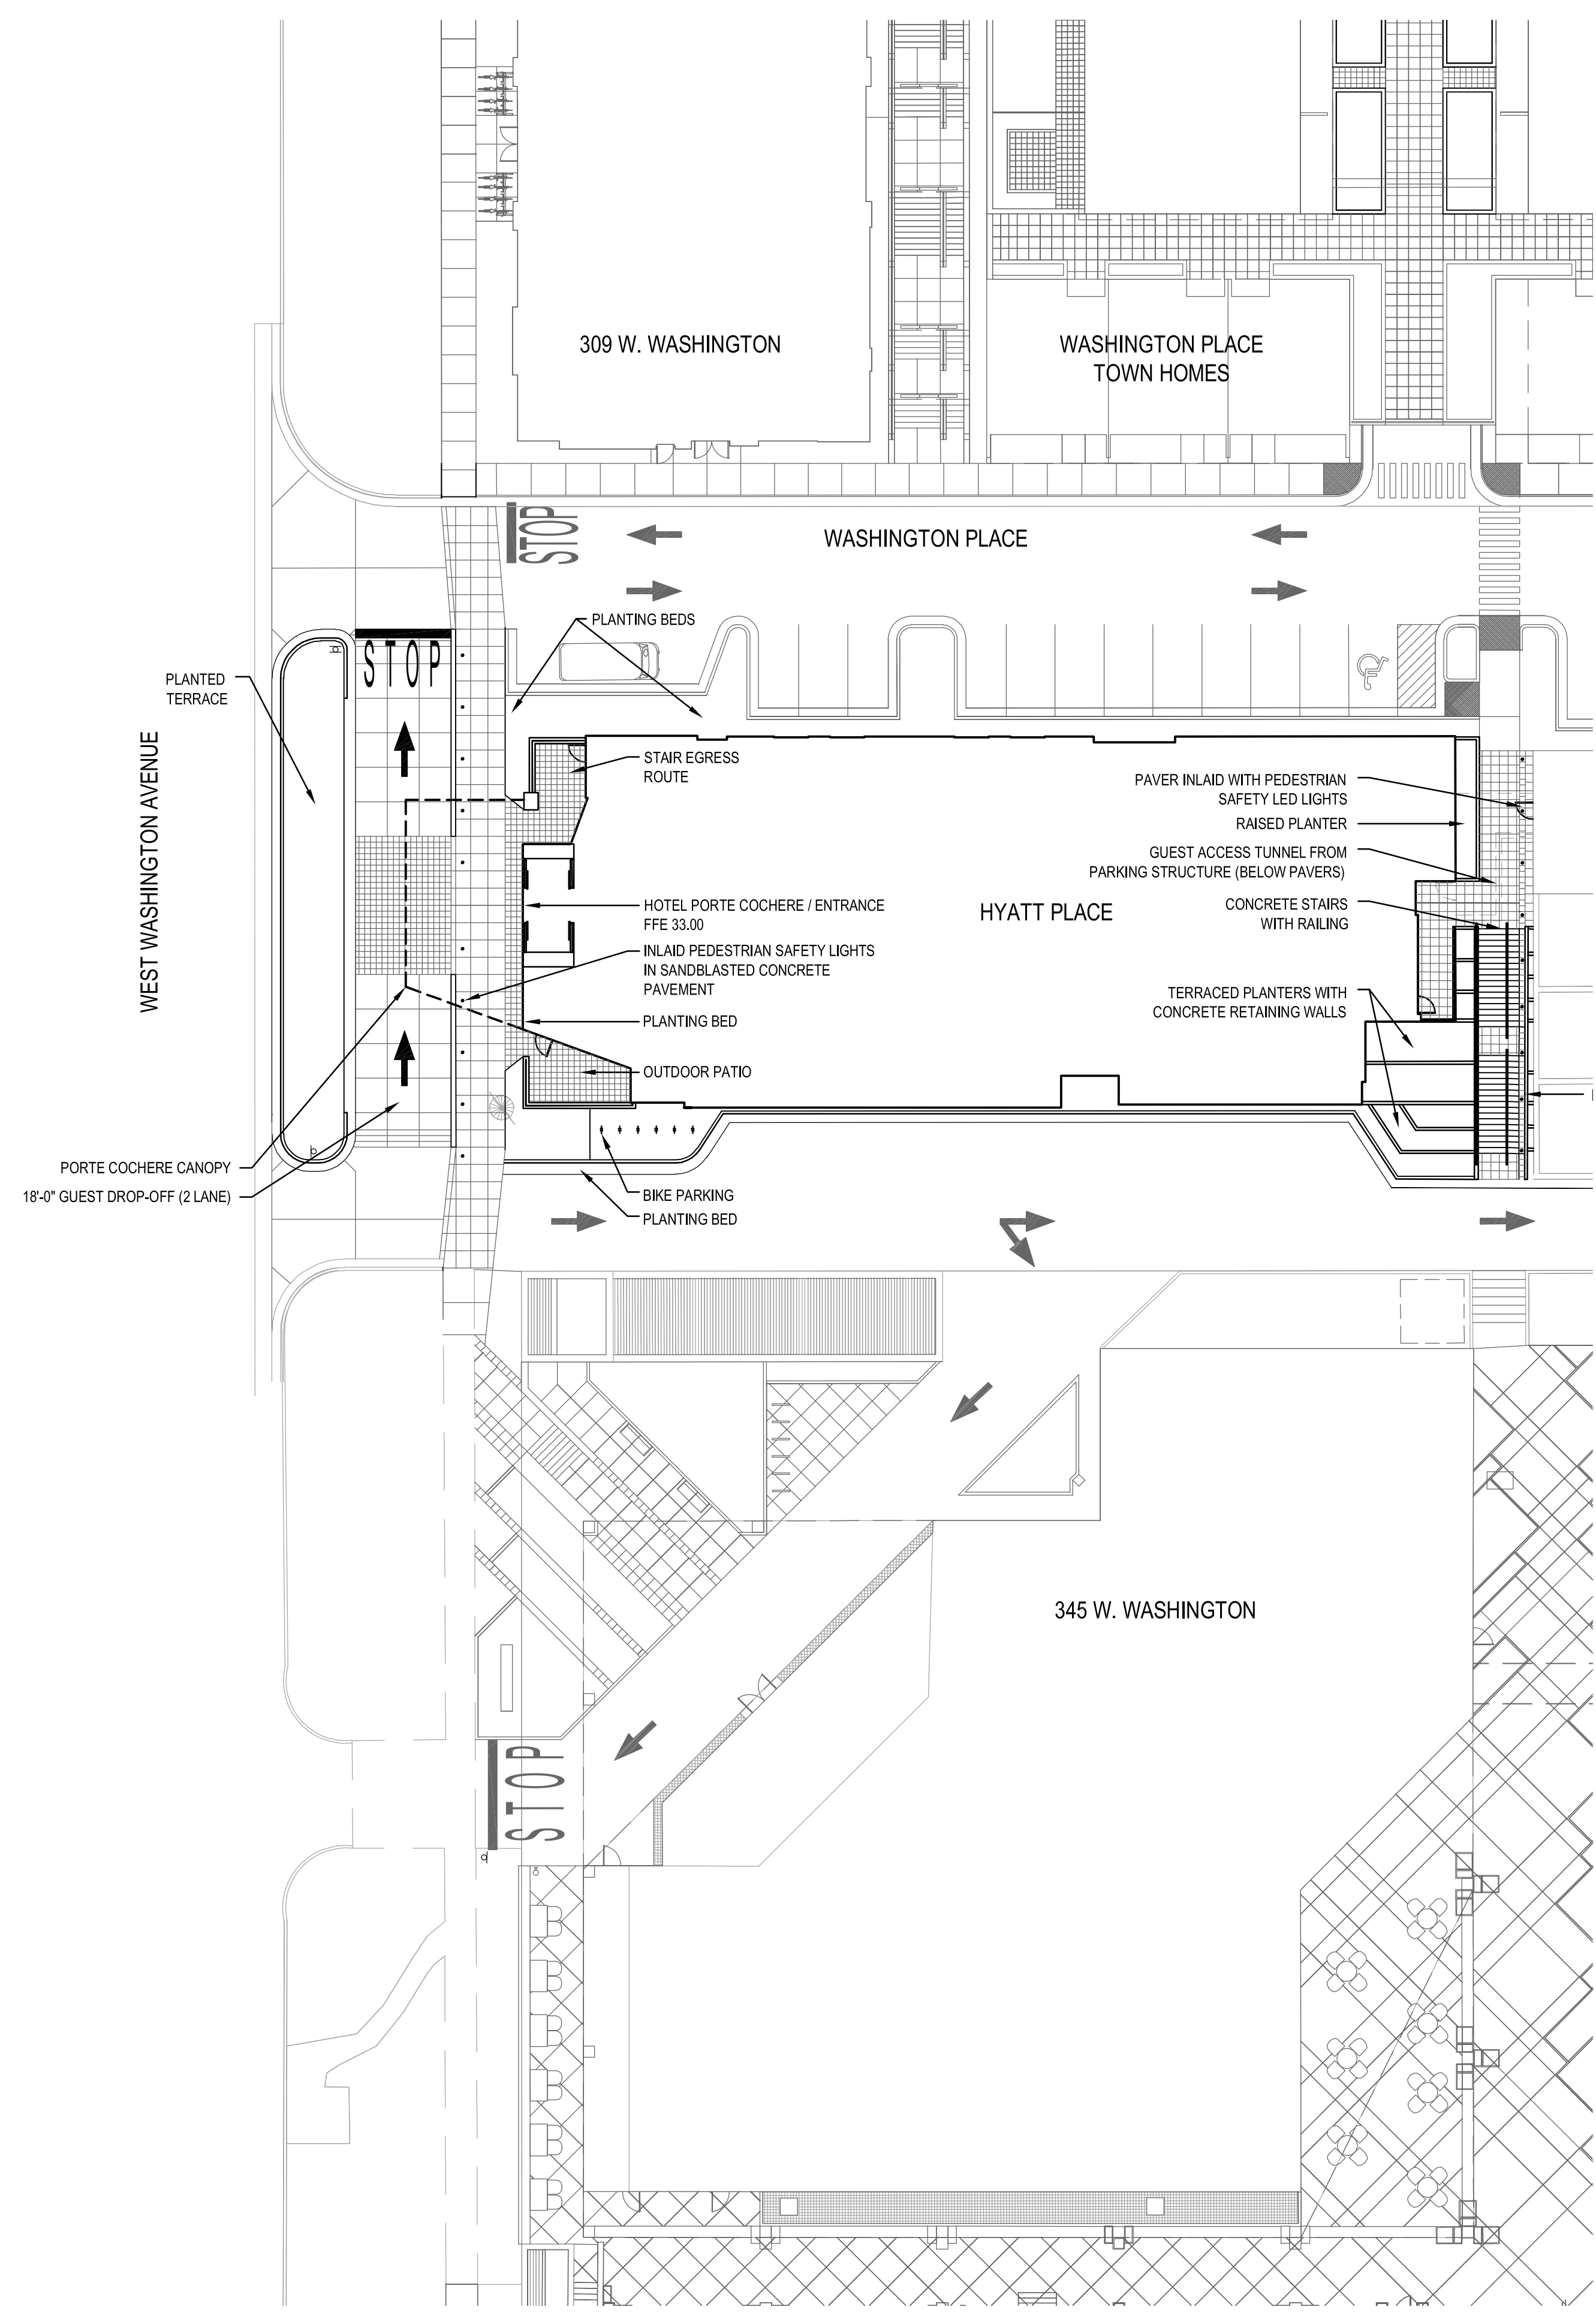 309 W. WASHINGTON
WASHINGTON PLACE
TOWN HOMES
STOP
WASHINGTON PLACE
PLANTING BEDS
STOP
PLANTED
TERRACE
WEST WASHINGTON AVENUE
STAIR EGRESS
ROUTE
PAVER INLAID WITH PEDESTRIAN
SAFETY LED LIGHTS
RAISED PLANTER
GUEST ACCESS TUNNEL FROM
PARKING STRUCTURE (BELOW PAVERS)
HOTEL PORTE COCHERE / ENTRANCE
FFE 33.00
HYATT PLACE
CONCRETE STAIRS
WITH RAILING
INLAID PEDESTRIAN SAFETY LIGHTS
IN SANDBLASTED CONCRETE
PAVEMENT
TERRACED PLANTERS WITH
CONCRETE RETAINING WALLS
PLANTING BED
OUTDOOR PATIO
PORTE COCHERE CANOPY
18'-0" GUEST DROP-OFF (2 LANE)
BIKE PARKING
PLANTING BED
345 W. WASHINGTON
STOP